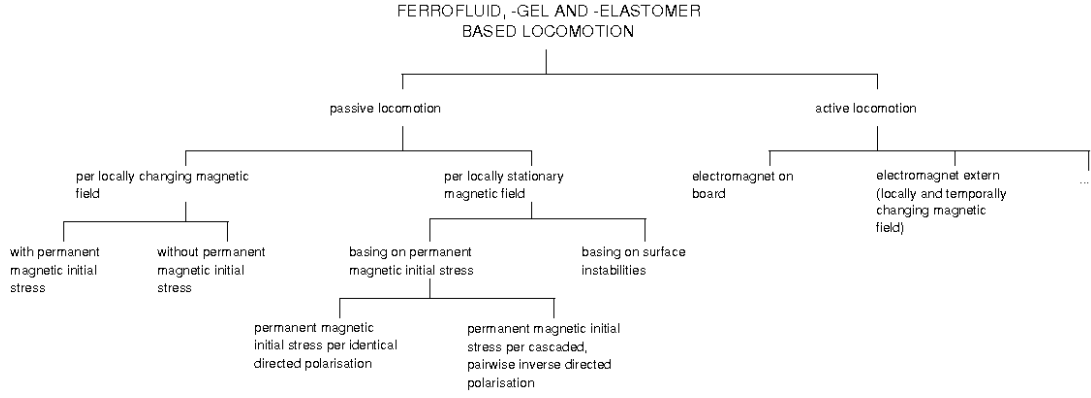 FERROFLUID, -GEL AND -ELASTOMER
BASED LOCOMOTION
passive locomotion
active locomotion
per locally changing magnetic
field
per locally stationary
magnetic field
electromagnet on
board
electromagnet extern
(locally and temporally
changing magnetic
field)
...
with permanent
magnetic initial
stress
without permanent
magnetic initial
stress
basing on permanent
magnetic initial stress
basing on surface
instabilities
permanent magnetic
initial stress per identical
directed polarisation
permanent magnetic initial
stress per cascaded,
pairwise inverse directed
polarisation